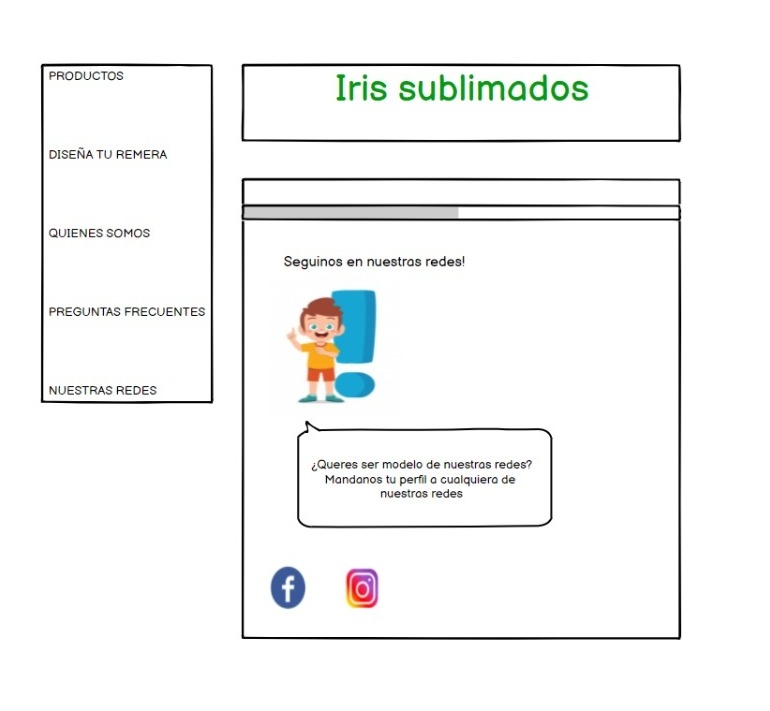 PRODUCTOS
DISEÑA TU REMERA
QUIENES SOMOS
PREGUNTAS FRECUENTES
NUESTRAS REDES
Iris sublimados
Seguinos en nuestras redes!
¿Queres ser modelo de nuestras redes?
Mandanos tu perfil a cualquiera de
nuestras redes